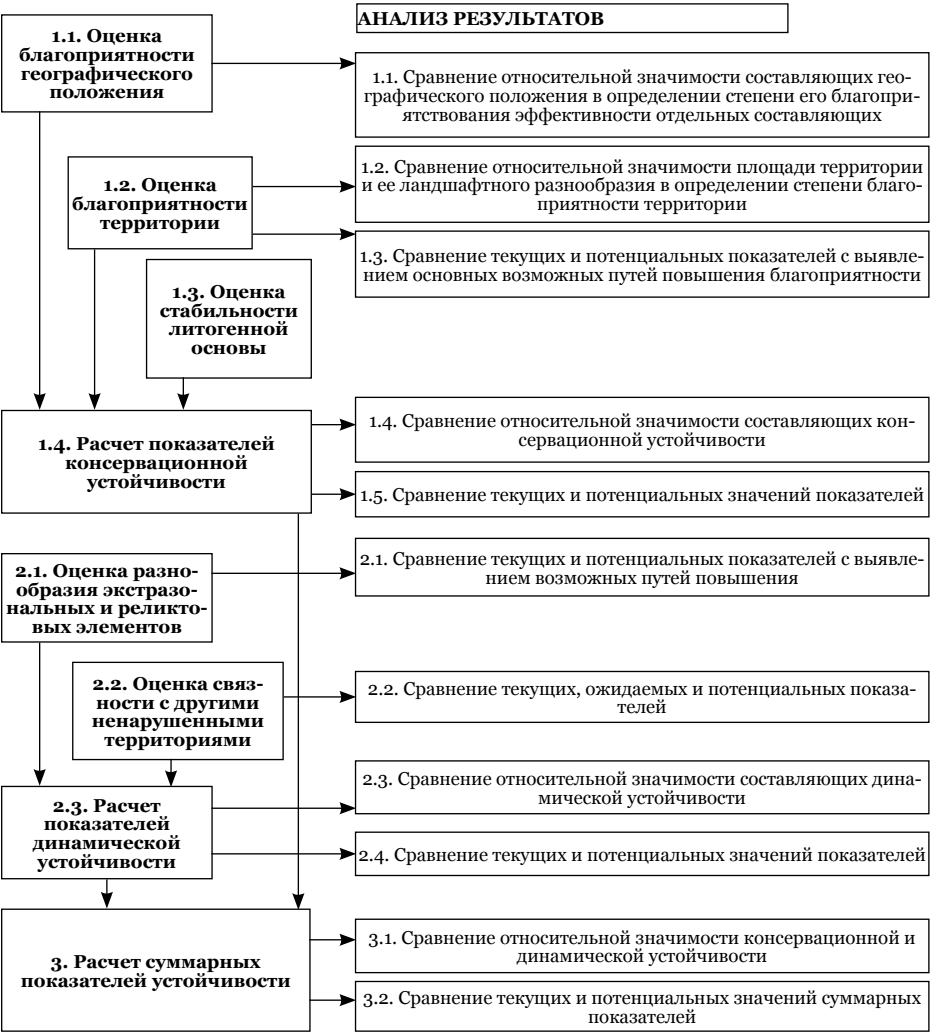 АНАЛИЗ РЕЗУЛЬТАТОВ
1.1. Оценка
благоприятности
географического
положения
1.1. Сравнение относительной значимости составляющих гео-
графического положения в определении степени его благопри-
ятствования эффективности отдельных составляющих
1.2. Оценка
благоприятности
территории
1.2. Сравнение относительной значимости площади территории
и ее ландшафтного разнообразия в определении степени благо-
приятности территории
1.3. Сравнение текущих и потенциальных показателей с выявле-
нием основных возможных путей повышения благоприятности
1.3. Оценка
стабильности
литогенной
основы
1.4. Расчет показателей
консервационной
устойчивости
1.4. Сравнение относительной значимости составляющих кон-
сервационной устойчивости
1.5. Сравнение текущих и потенциальных значений показателей
2.1. Оценка разно-
образия экстразо-
нальных и реликто-
вых элементов
2.1. Сравнение текущих и потенциальных показателей с выявле-
нием возможных путей повышения
2.2. Оценка связ-
ности с другими
ненарушенными
территориями
2.2. Сравнение текущих, ожидаемых и потенциальных показа-
телей
2.3. Расчет
показателей
динамической
устойчивости
2.3. Сравнение относительной значимости составляющих дина-
мической устойчивости
2.4. Сравнение текущих и потенциальных значений показателей
3. Расчет суммарных
показателей устойчивости
3.1. Сравнение относительной значимости консервационной и
динамической устойчивости
3.2. Сравнение текущих и потенциальных значений суммарных
показателей